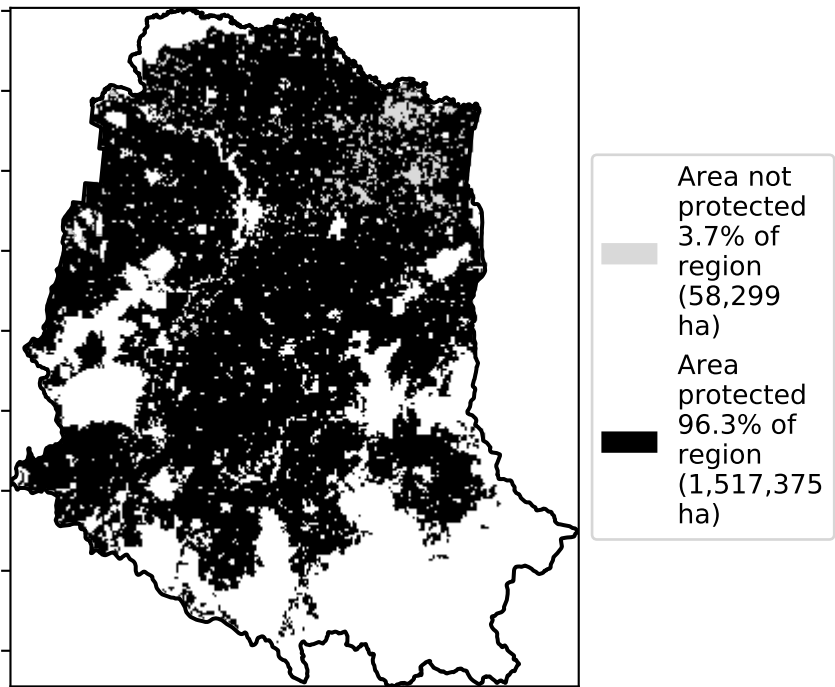 Area not
protected
3.7% of
region
(58,299
ha)
Area
protected
96.3% of
region
(1,517,375
ha)